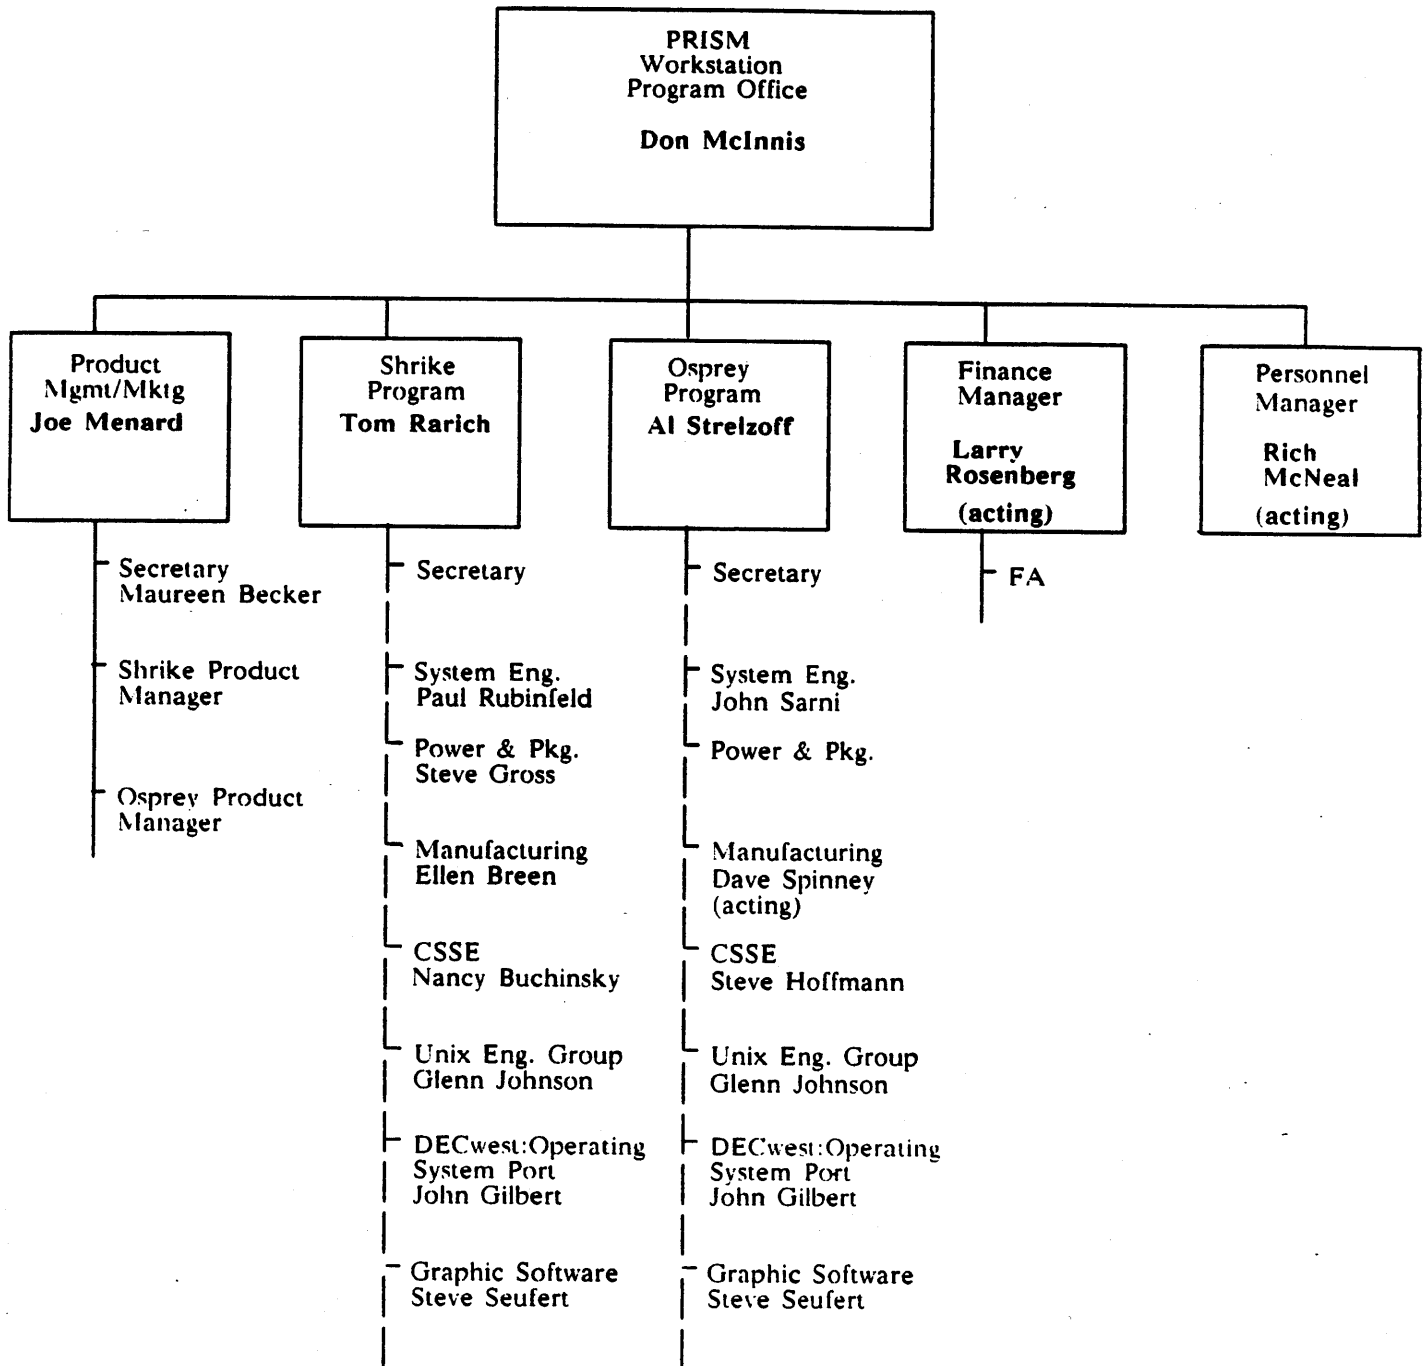 PRISM
Workstation
Program Office
Don McInnis
Product
Mgmt/Mktg
Joe Menard
Secretary
Maureen Becker
Shrike Product
Manager
Osprey Product
Manager
Shrike
Program
Tom Rarich
Secretary
System Eng.
Paul Rubinfeld
Power & Pkg.
Steve Gross
Manufacturing
Ellen Breen
CSSE
Nancy Buchinsky
Unix Eng. Group
Glenn Johnson
DECwest:Operating
System Port
John Gilbert
Graphic Software
Steve Seufert
Osprey
Program
Al Strelzoff
Secretary
System Eng.
John Sarni
Power & Pkg.
Manufacturing
Dave Spinney
(acting)
CSSE
Steve Hoffmann
Unix Eng. Group
Glenn Johnson
DECwest:Operating
System Port
John Gilbert
Graphic Software
Steve Seufert
Finance
Manager
Larry
Rosenberg
(acting)
FA
Personnel
Manager
Rich
McNeal
(acting)